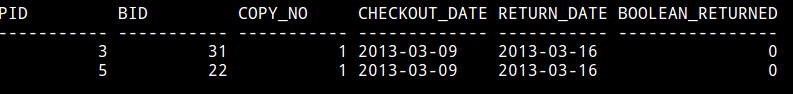 PID BID COPY_NO CHECKOUT_DATE RETURN_DATE BOOLEAN_RETURNED
----------- ----------- ----------- ------------- ----------- ----------------
3 31 1 2013-03-09 2013-03-16 0
5 22 1 2013-03-09 2013-03-16 0